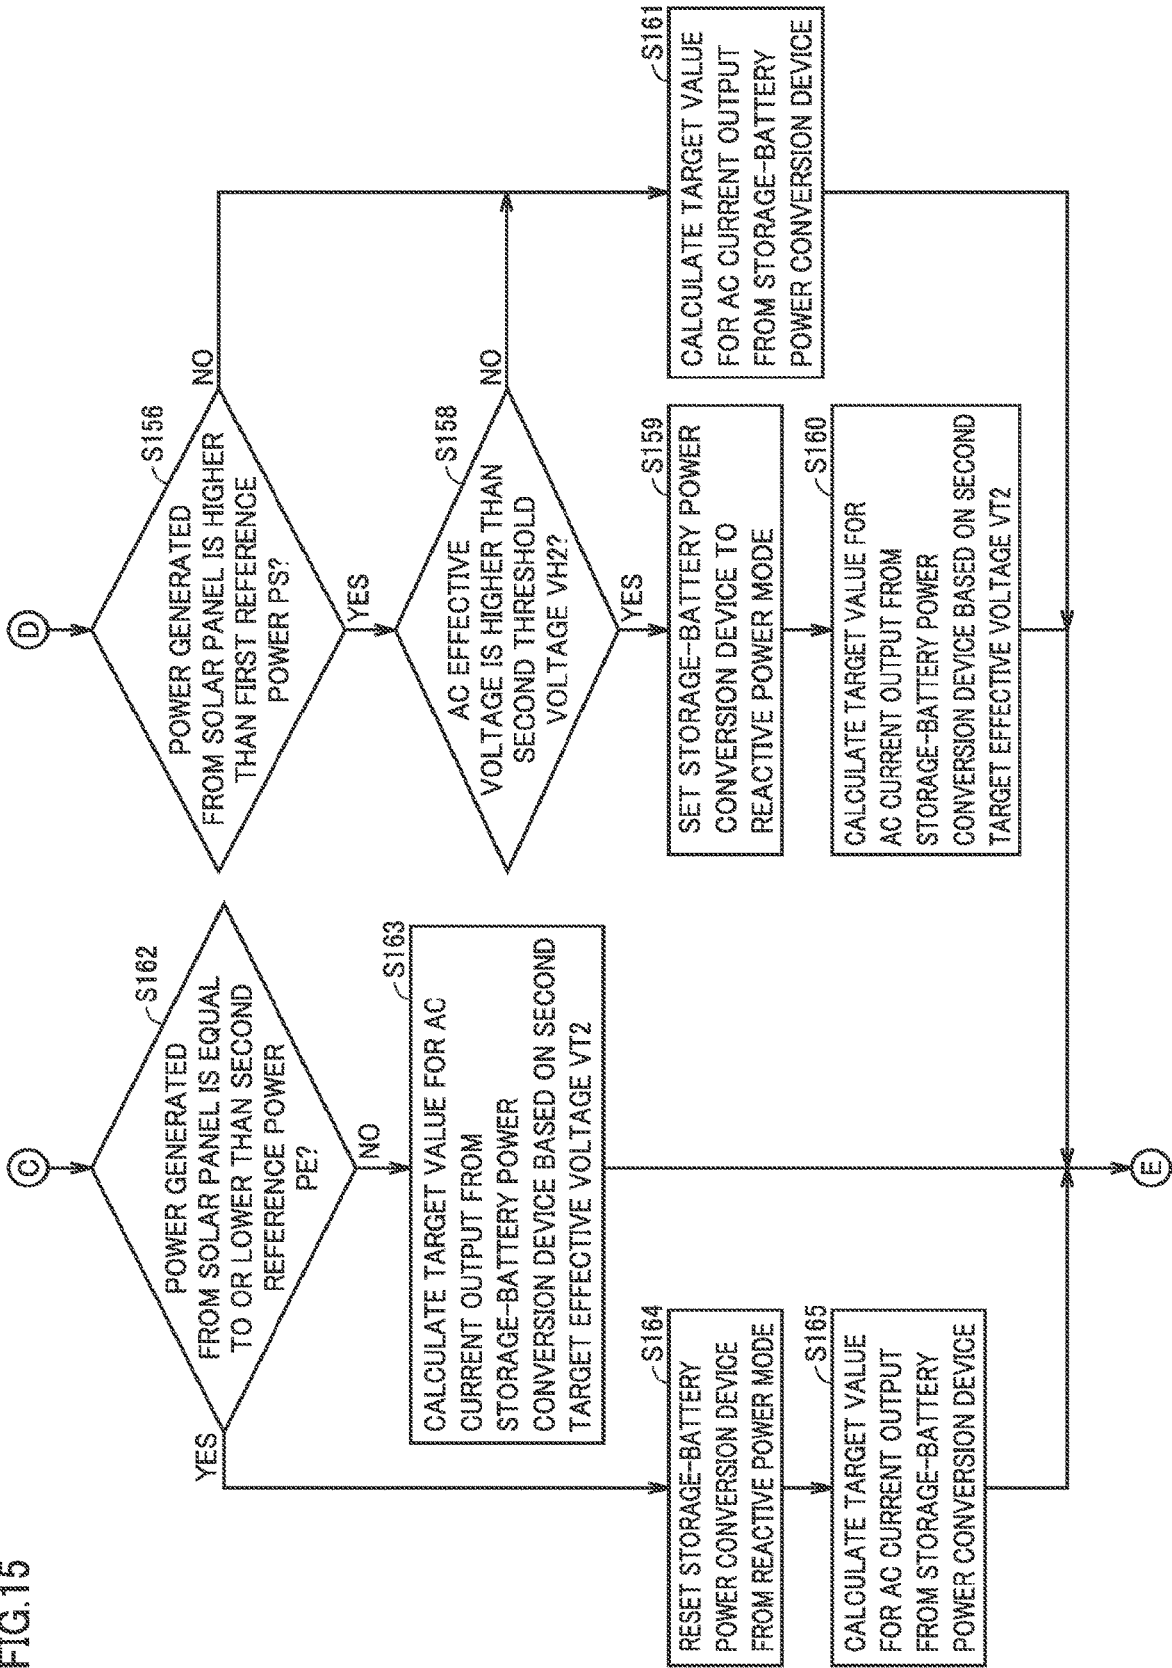 FIG.15
C
POWER GENERATED
FROM SOLAR PANEL IS EQUAL
TO OR LOWER THAN SECOND
REFERENCE POWER
PE?
S162
YES
NO
CALCULATE TARGET VALUE FOR AC
CURRENT OUTPUT FROM
STORAGE-BATTERY POWER
CONVERSION DEVICE BASED ON SECOND
TARGET EFFECTIVE VOLTAGE VT2
S163
RESET STORAGE-BATTERY
POWER CONVERSION DEVICE
FROM REACTIVE POWER MODE
S164
CALCULATE TARGET VALUE
FOR AC CURRENT OUTPUT
FROM STORAGE-BATTERY
POWER CONVERSION DEVICE
S165
D
POWER GENERATED
FROM SOLAR PANEL IS HIGHER
THAN FIRST REFERENCE
POWER PS?
S156
NO
YES
AC EFFECTIVE
VOLTAGE IS HIGHER THAN
SECOND THRESHOLD
VOLTAGE VH2?
S158
NO
YES
SET STORAGE-BATTERY POWER
CONVERSION DEVICE TO
REACTIVE POWER MODE
S159
CALCULATE TARGET VALUE FOR
AC CURRENT OUTPUT FROM
STORAGE-BATTERY POWER
CONVERSION DEVICE BASED ON SECOND
TARGET EFFECTIVE VOLTAGE VT2
S160
CALCULATE TARGET VALUE
FOR AC CURRENT OUTPUT
FROM STORAGE-BATTERY
POWER CONVERSION DEVICE
S161
E